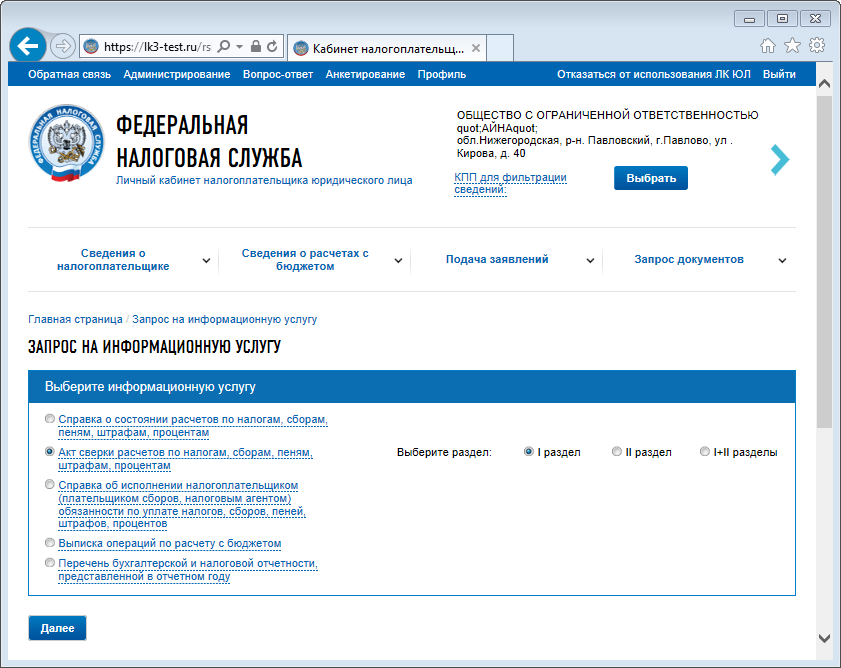 https://lk3-test.ru/rs
Кабинет налогоплательщ...
Обратная связь Администрирование Вопрос-ответ Анкетирование Профиль Отказаться от использования ЛК ЮЛ Выйти
ФЕДЕРАЛЬНАЯ НАЛОГОВАЯ СЛУЖБА
ФЕДЕРАЛЬНАЯ
НАЛОГОВАЯ СЛУЖБА
Личный кабинет налогоплательщика юридического лица
ОБЩЕСТВО С ОГРАНИЧЕННОЙ ОТВЕТСТВЕННОСТЬЮ
quot;АЙНАquot;
обл.Нижегородская, р-н. Павловский, г.Павлово, ул .
Кирова, д. 40
КПП для фильтрации
сведений:
Выбрать
Сведения о
налогоплательщике
Сведения о расчетах с
бюджетом
Подача заявлений
Запрос документов
Главная страница / Запрос на информационную услугу
ЗАПРОС НА ИНФОРМАЦИОННУЮ УСЛУГУ
Выберите информационную услугу
Справка о состоянии расчетов по налогам, сборам,
пеням, штрафам, процентам
Акт сверки расчетов по налогам, сборам, пеням,
штрафам, процентам
Выберите раздел: I раздел II раздел I+II разделы
Справка об исполнении налогоплательщиком
(плательщиком сборов, налоговым агентом)
обязанности по уплате налогов, сборов, пеней,
штрафов, процентов
Выписка операций по расчету с бюджетом
Перечень бухгалтерской и налоговой отчетности,
представленной в отчетном году
Далее